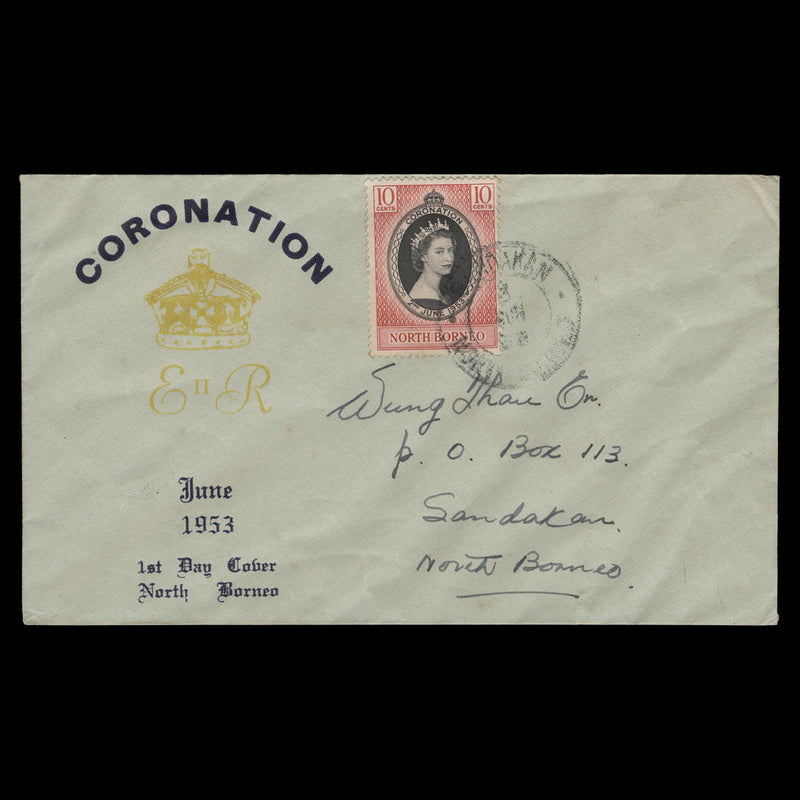 CORONATION
E II R
June
1953
1st Day Cover
North Borneo
10 CENTS 10 CENTS
CORONATION
2ND JUNE 1953
NORTH BORNEO
Wung Thau En.
P. O. Box 113.
Sandakan.
North Borneo.